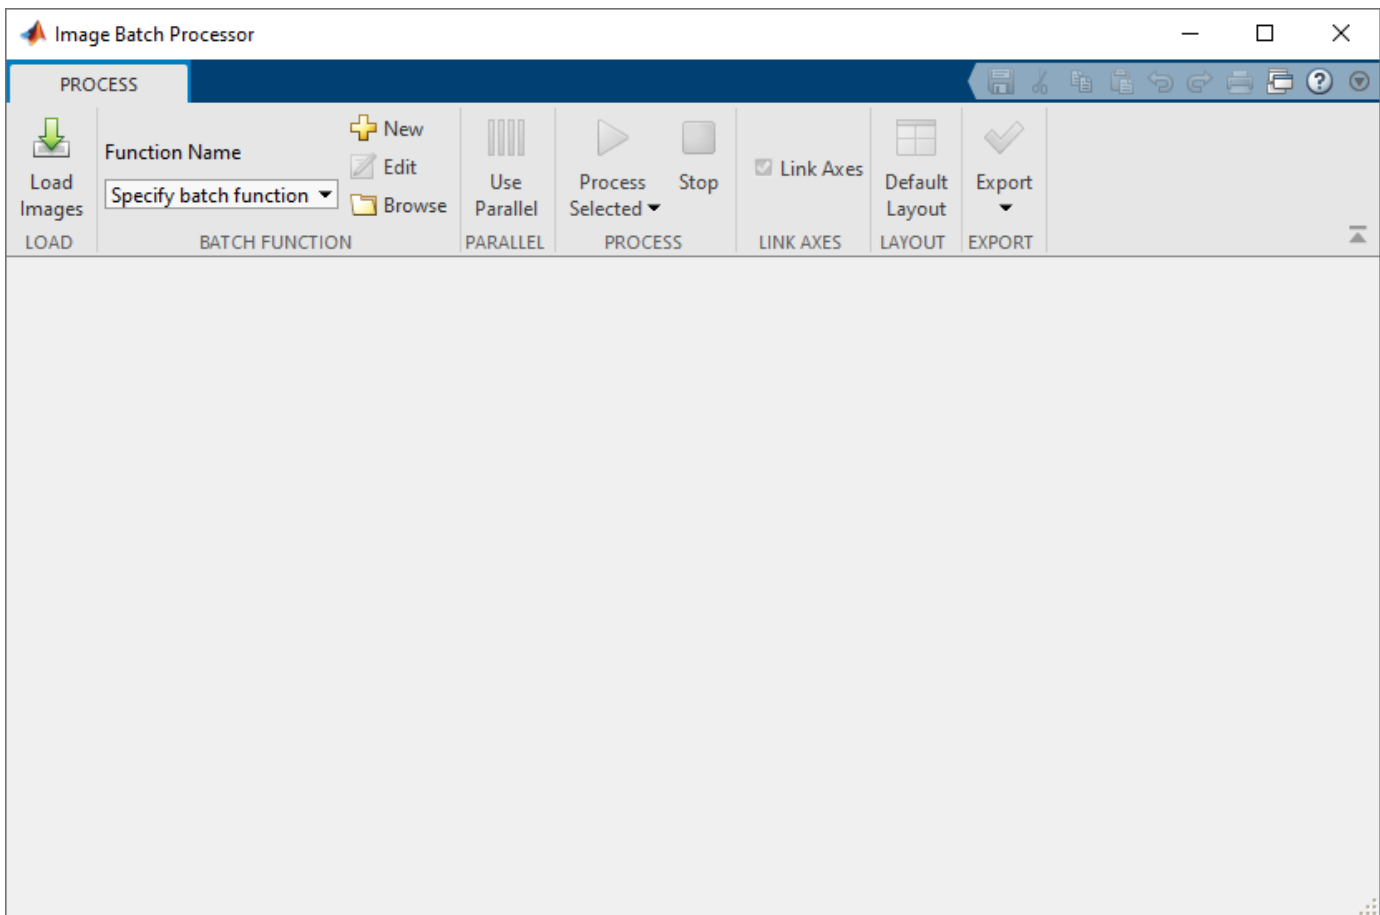 Image Batch Processor
PROCESS
?
Load
Images
LOAD
Function Name
Specify batch function
New
Edit
Browse
BATCH FUNCTION
Use
Parallel
PARALLEL
Process
Selected
Stop
PROCESS
Link Axes
LINK AXES
Default
Layout
LAYOUT
Export
EXPORT